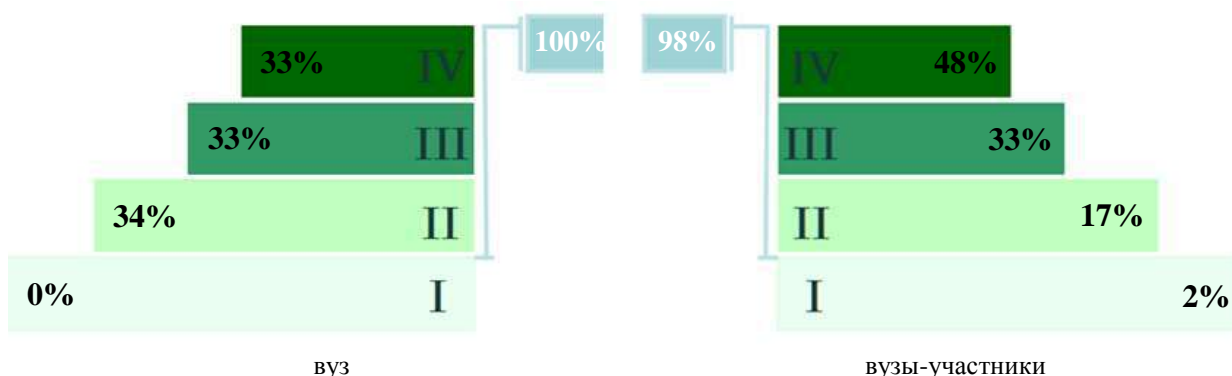 100% 98%
33% IV IV 48%
33% III III 33%
34% II II 17%
0% I I 2%
вуз вузы-участники